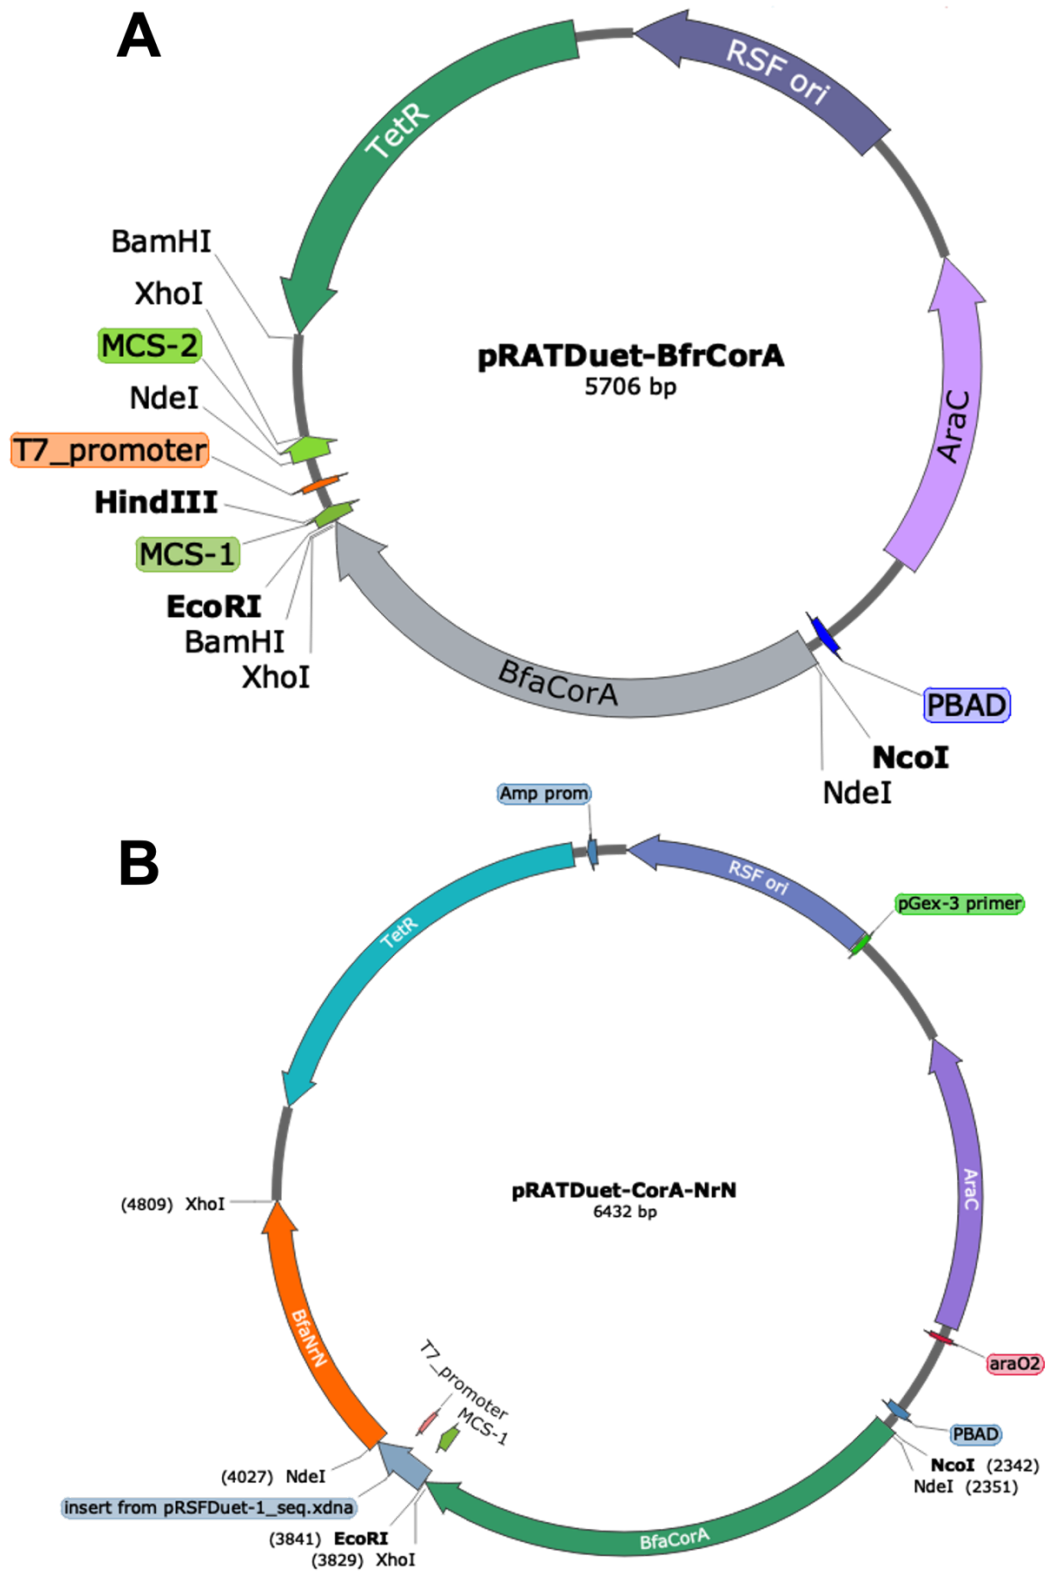 A
RSF ori
TetR
BamHI
XhoI
MCS-2
NdeI
T7_promoter
HindIII
MCS-1
EcoRI
BamHI
XhoI
pRATDuet-BfrCorA
5706 bp
AraC
BfaCorA
PBAD
NcoI
NdeI
B
Amp prom
RSF ori
pGex-3 primer
TetR
pRATDuet-CorA-NrN
6432 bp
AraC
(4809) XhoI
BfaNrN
T7_promoter
MCS-1
araO2
PBAD
NcoI (2342)
NdeI (2351)
(4027) NdeI
insert from pRSFDuet-1_seq.xdna
(3841) EcoRI
(3829) XhoI
BfaCorA